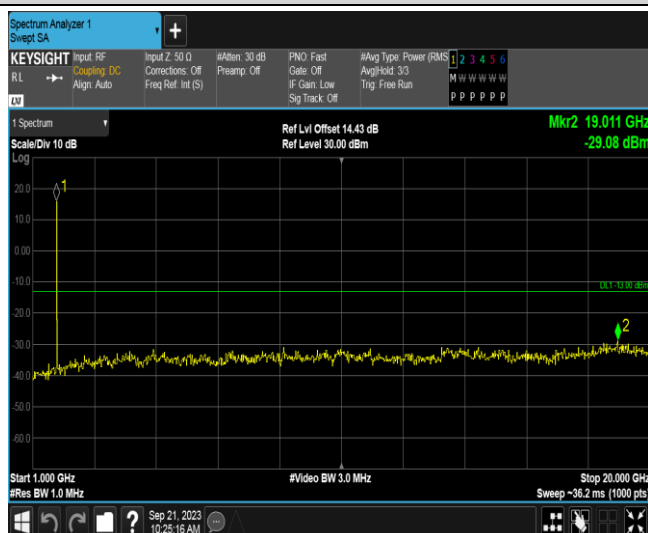 Spectrum Analyzer 1
Swept SA
+
KEYSIGHT
RL
LXI
Input: RF
Coupling: DC
Align: Auto
Input Z: 50 Ω
Corrections: Off
Freq Ref: Int (S)
#Atten: 30 dB
Preamp: Off
PNO: Fast
Gate: Off
IF Gain: Low
Sig Track: Off
#Avg Type: Power (RMS
Avg|Hold: 3/3
Trig: Free Run
1 2 3 4 5 6
M W W W W W
P P P P P P
1 Spectrum
Scale/Div 10 dB
Log
Ref Lvl Offset 14.43 dB
Ref Level 30.00 dBm
Mkr2 19.011 GHz
-29.08 dBm
1
20.0
10.0
0.00
-10.0
DL1 -13.00 dBm
2
-30.0
-40.0
-50.0
-60.0
Start 1.000 GHz
#Res BW 1.0 MHz
#Video BW 3.0 MHz
Stop 20.000 GHz
Sweep ~36.2 ms (1000 pts)
?
Sep 21, 2023
10:25:16 AM